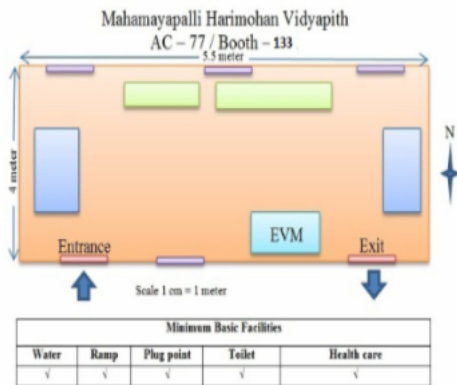 Mahamayapalli Harimohan Vidyapith
AC – 77 / Booth – 133
5.5 meter
4 meter
N
EVM
Entrance
Exit
Scale 1 cm = 1 meter
Minimum Basic Facilities
Water Ramp Plug point Toilet Health care
√ √ √ √ √